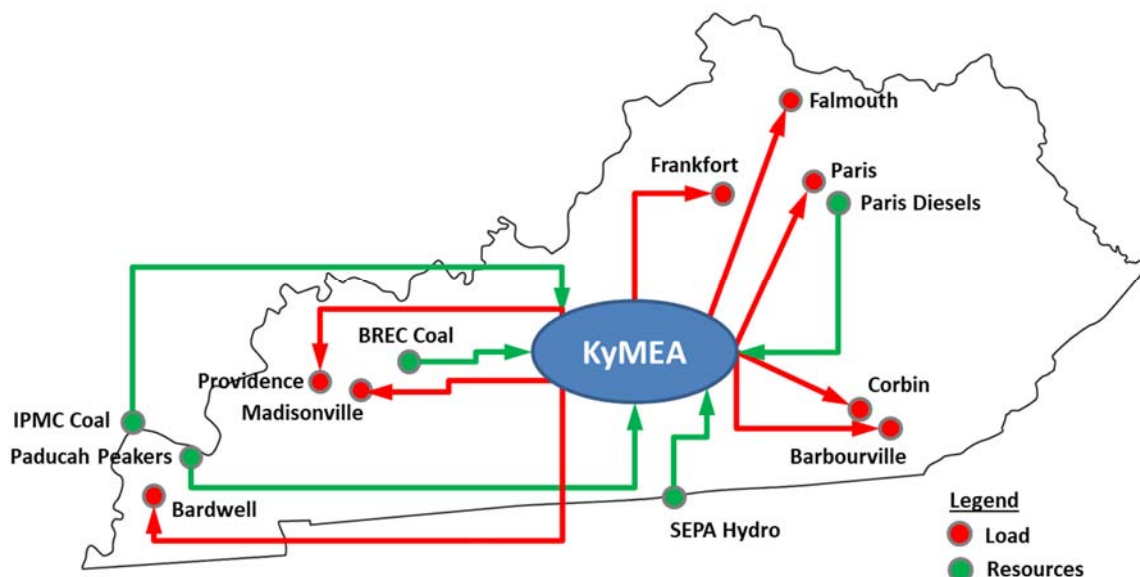 Falmouth
Frankfort
Paris
Paris Diesels
BREC Coal
KyMEA
Providence
Madisonville
Corbin
IPMC Coal
Barbourville
Paducah Peakers
Bardwell
SEPA Hydro
Legend
Load
Resources